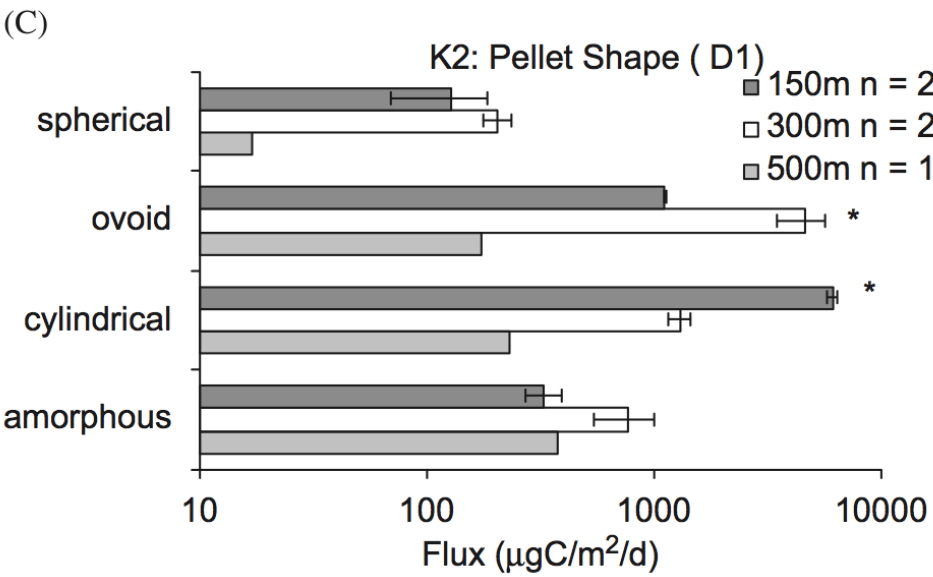 (C)
K2: Pellet Shape ( D1)
150m n = 2
300m n = 2
500m n = 1
spherical
ovoid
*
cylindrical
*
amorphous
10 100 1000 10000
Flux (μgC/m²/d)